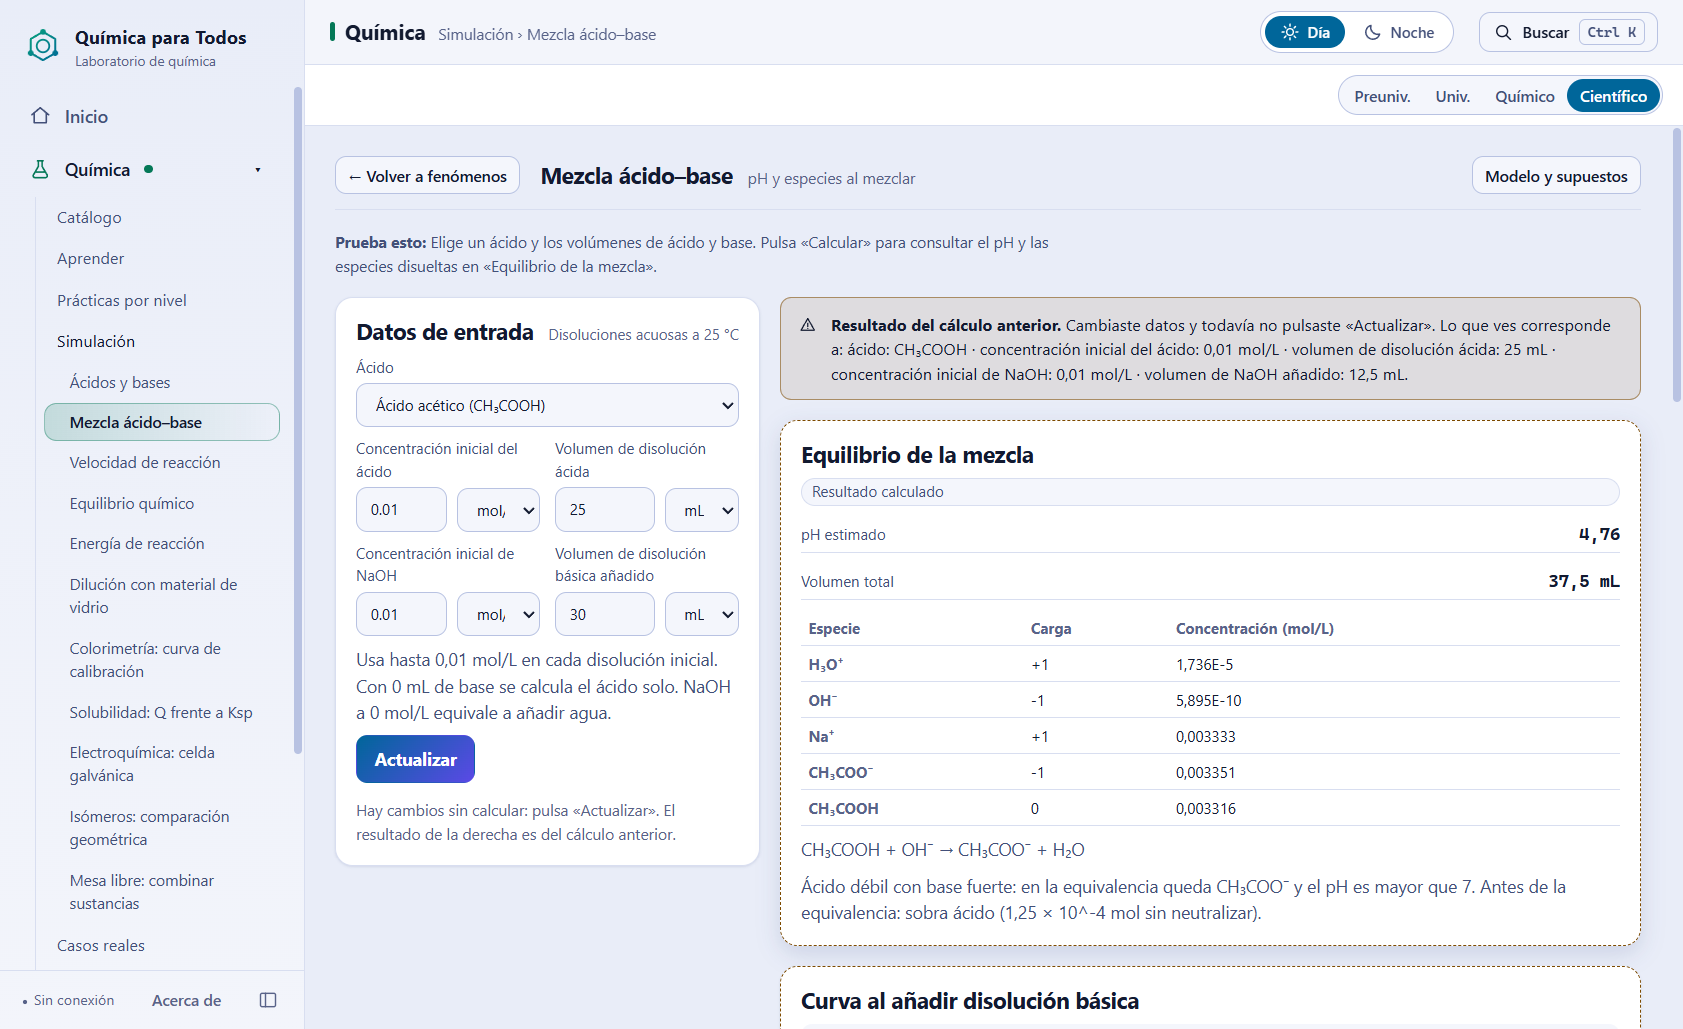 Química para Todos
Laboratorio de química
Inicio
Química
Catálogo
Aprender
Prácticas por nivel
Simulación
Ácidos y bases
Mezcla ácido–base
Velocidad de reacción
Equilibrio químico
Energía de reacción
Dilución con material de
vidrio
Colorimetría: curva de
calibración
Solubilidad: Q frente a Ksp
Electroquímica: celda
galvánica
Isómeros: comparación
geométrica
Mesa libre: combinar
sustancias
Casos reales
Sin conexión
Acerca de
Química Simulación › Mezcla ácido–base
Día
Noche
Buscar Ctrl K
Preuniv. Univ. Químico Científico
← Volver a fenómenos
Mezcla ácido–base pH y especies al mezclar
Modelo y supuestos
Prueba esto: Elige un ácido y los volúmenes de ácido y base. Pulsa «Calcular» para consultar el pH y las
especies disueltas en «Equilibrio de la mezcla».
Datos de entrada Disoluciones acuosas a 25 °C
Ácido
Ácido acético (CH₃COOH)
Concentración inicial del
ácido
Volumen de disolución
ácida
0.01 mol/ 25 mL
Concentración inicial de
NaOH
Volumen de disolución
básica añadido
0.01 mol/ 30 mL
Usa hasta 0,01 mol/L en cada disolución inicial.
Con 0 mL de base se calcula el ácido solo. NaOH
a 0 mol/L equivale a añadir agua.
Actualizar
Hay cambios sin calcular: pulsa «Actualizar». El
resultado de la derecha es del cálculo anterior.
Resultado del cálculo anterior. Cambiaste datos y todavía no pulsaste «Actualizar». Lo que ves corresponde
a: ácido: CH₃COOH · concentración inicial del ácido: 0,01 mol/L · volumen de disolución ácida: 25 mL ·
concentración inicial de NaOH: 0,01 mol/L · volumen de NaOH añadido: 12,5 mL.
Equilibrio de la mezcla
Resultado calculado
pH estimado 4,76
Volumen total 37,5 mL
Especie Carga Concentración (mol/L)
H₃O⁺ +1 1,736E-5
OH⁻ -1 5,895E-10
Na⁺ +1 0,003333
CH₃COO⁻ -1 0,003351
CH₃COOH 0 0,003316
CH₃COOH + OH⁻ → CH₃COO⁻ + H₂O
Ácido débil con base fuerte: en la equivalencia queda CH₃COO⁻ y el pH es mayor que 7. Antes de la
equivalencia: sobra ácido (1,25 × 10^-4 mol sin neutralizar).
Curva al añadir disolución básica